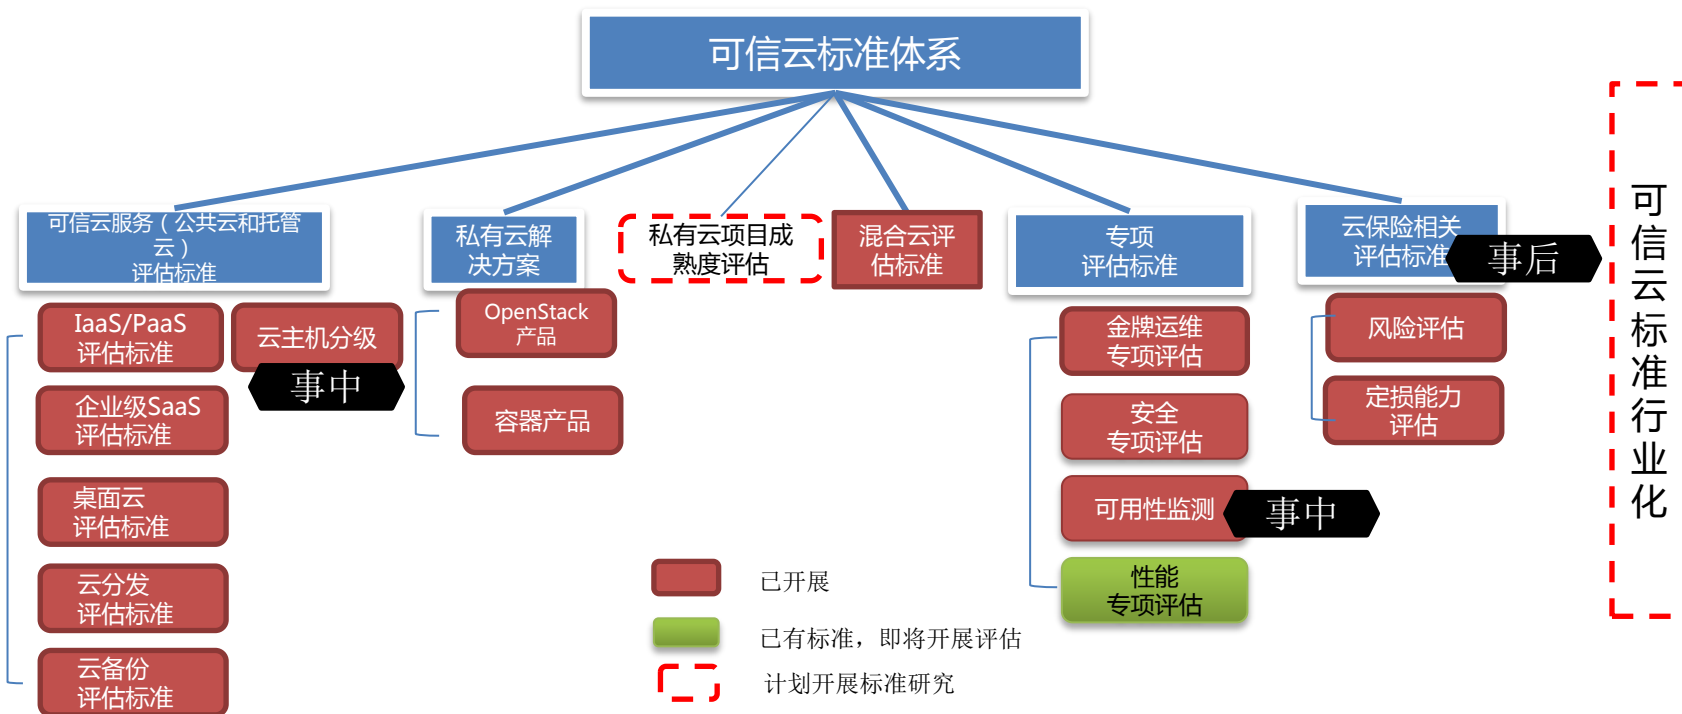 可信云标准体系
可信云服务（公共云和托管
云）
评估标准
私有云解
决方案
私有云项目成
熟度评估
混合云评
估标准
专项
评估标准
云保险相关
评估标准
事后
IaaS/PaaS
评估标准
云主机分级
事中
企业级SaaS
评估标准
桌面云
评估标准
云分发
评估标准
云备份
评估标准
OpenStack
产品
容器产品
金牌运维
专项评估
安全
专项评估
可用性监测
事中
性能
专项评估
风险评估
定损能力
评估
可信云标准行业化
已开展
已有标准，即将开展评估
计划开展标准研究